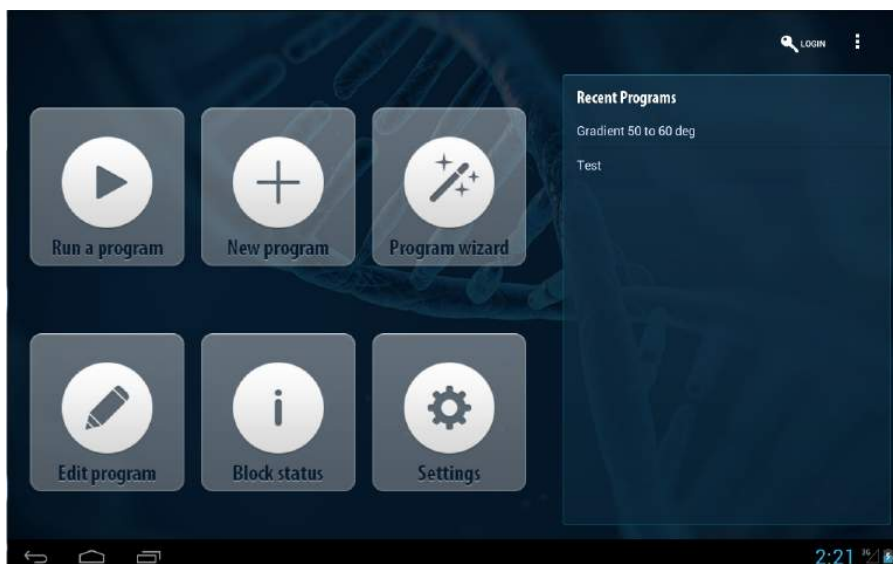 LOGIN
Recent Programs
Gradient 50 to 60 deg
Test
Run a program
New program
Program wizard
Edit program
Block status
Settings
2:21
3G